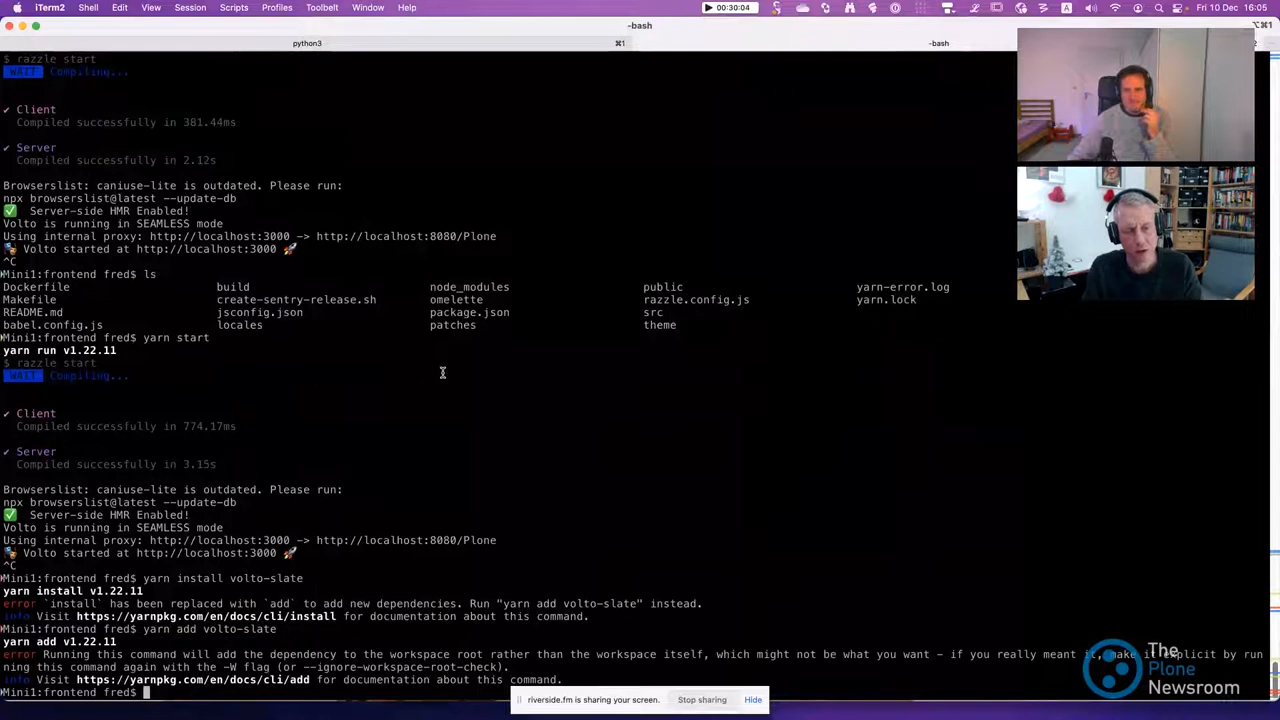 iTerm2 Shell Edit View Session Scripts Profiles Toolbelt Window Help 00:30:04 Fri 10 Dec 16:05
-bash ⌥⌘1
python3 ⌘1 -bash
$ razzle start
WAIT Compiling...
✔ Client
Compiled successfully in 381.44ms
✔ Server
Compiled successfully in 2.12s
Browserslist: caniuse-lite is outdated. Please run:
npx browserslist@latest --update-db
✅ Server-side HMR Enabled!
Volto is running in SEAMLESS mode
Using internal proxy: http://localhost:3000 -> http://localhost:8080/Plone
🎭 Volto started at http://localhost:3000 🚀
^C
Mini1:frontend fred$ ls
Dockerfile build node_modules public yarn-error.log
Makefile create-sentry-release.sh omelette razzle.config.js yarn.lock
README.md jsconfig.json package.json src
babel.config.js locales patches theme
Mini1:frontend fred$ yarn start
yarn run v1.22.11
$ razzle start
WAIT Compiling...
✔ Client
Compiled successfully in 774.17ms
✔ Server
Compiled successfully in 3.15s
Browserslist: caniuse-lite is outdated. Please run:
npx browserslist@latest --update-db
✅ Server-side HMR Enabled!
Volto is running in SEAMLESS mode
Using internal proxy: http://localhost:3000 -> http://localhost:8080/Plone
🎭 Volto started at http://localhost:3000 🚀
^C
Mini1:frontend fred$ yarn install volto-slate
yarn install v1.22.11
error `install` has been replaced with `add` to add new dependencies. Run "yarn add volto-slate" instead.
info Visit https://yarnpkg.com/en/docs/cli/install for documentation about this command.
Mini1:frontend fred$ yarn add volto-slate
yarn add v1.22.11
error Running this command will add the dependency to the workspace root rather than the workspace itself, which might not be what you want - if you really meant it, make it explicit by run
ning this command again with the -W flag (or --ignore-workspace-root-check).
info Visit https://yarnpkg.com/en/docs/cli/add for documentation about this command.
Mini1:frontend fred$
riverside.fm is sharing your screen. Stop sharing Hide
The
Plone
Newsroom